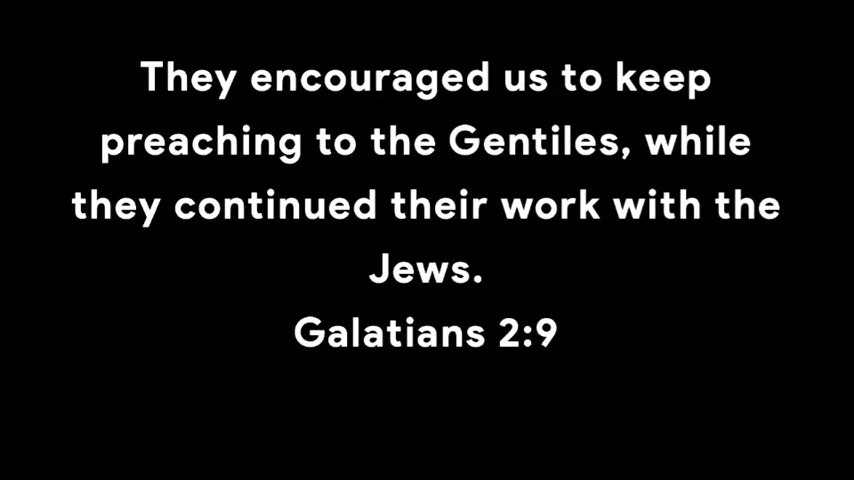 They encouraged us to keep
preaching to the Gentiles, while
they continued their work with the
Jews.
Galatians 2:9